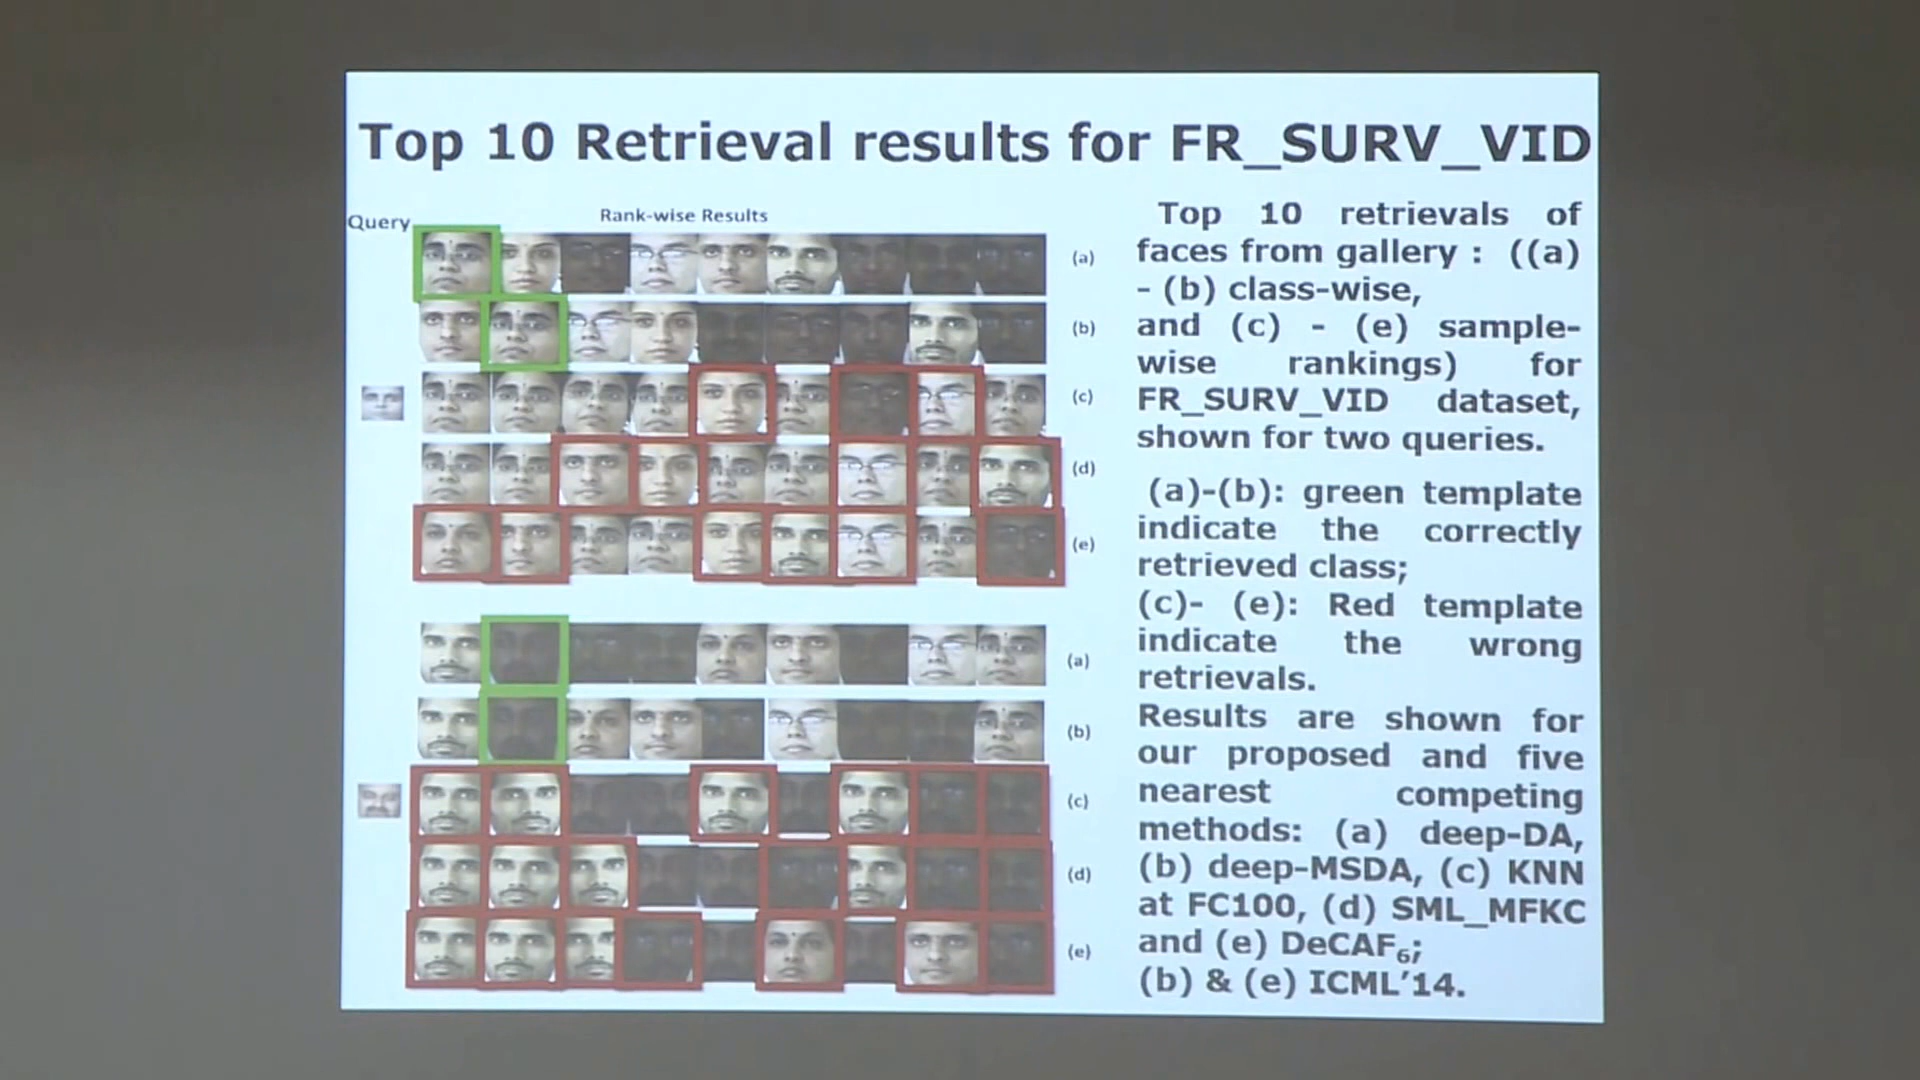 Top 10 Retrieval results for FR_SURV_VID
Query
Rank-wise Results
(a)
(b)
(c)
(d)
(e)
(a)
(b)
(c)
(d)
(e)
Top 10 retrievals of
faces from gallery : ((a)
- (b) class-wise,
and (c) - (e) sample-
wise rankings) for
FR_SURV_VID dataset,
shown for two queries.
(a)-(b): green template
indicate the correctly
retrieved class;
(c)- (e): Red template
indicate the wrong
retrievals.
Results are shown for
our proposed and five
nearest competing
methods: (a) deep-DA,
(b) deep-MSDA, (c) KNN
at FC100, (d) SML_MFKC
and (e) DeCAF₆;
(b) & (e) ICML'14.